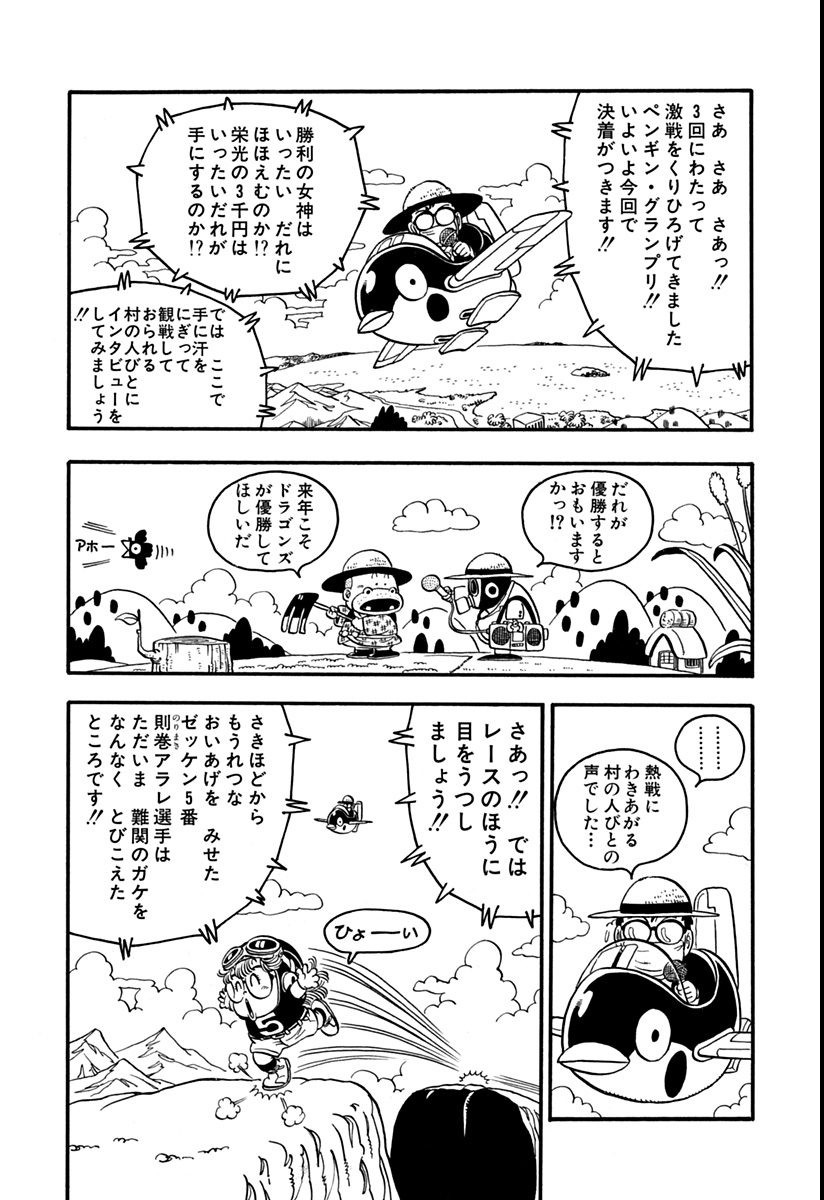 さあ さあ さあっ!!
3回にわたって
激戦をくりひろげてきました
ペンギン・グランプリ!!
いよいよ今回で
決着がつきます!!
勝利の女神は
いったい だれに
ほほえむのか!?
栄光の3千円は
いったいだれが
手にするのか!?
では ここで
手に汗を
にぎって
観戦して
おられる
村の人びとに
インタビューを
してみましょう
!!
だれが
優勝すると
おもいます
かっ!?
来年こそ
ドラゴンズ
が優勝して
ほしいだ
アホー
………
………
熱戦に
わきあがる
村の人びとの
声でした…
さあっ!! では
レースのほうに
目をうつし
ましょう!!
さきほどから
もうれつな
おいあげを みせた
ゼッケン5番
則巻アラレ選手は
のりまき
ただいま 難関のガケを
なんなく とびこえた
ところです!!
ひょーーい
5